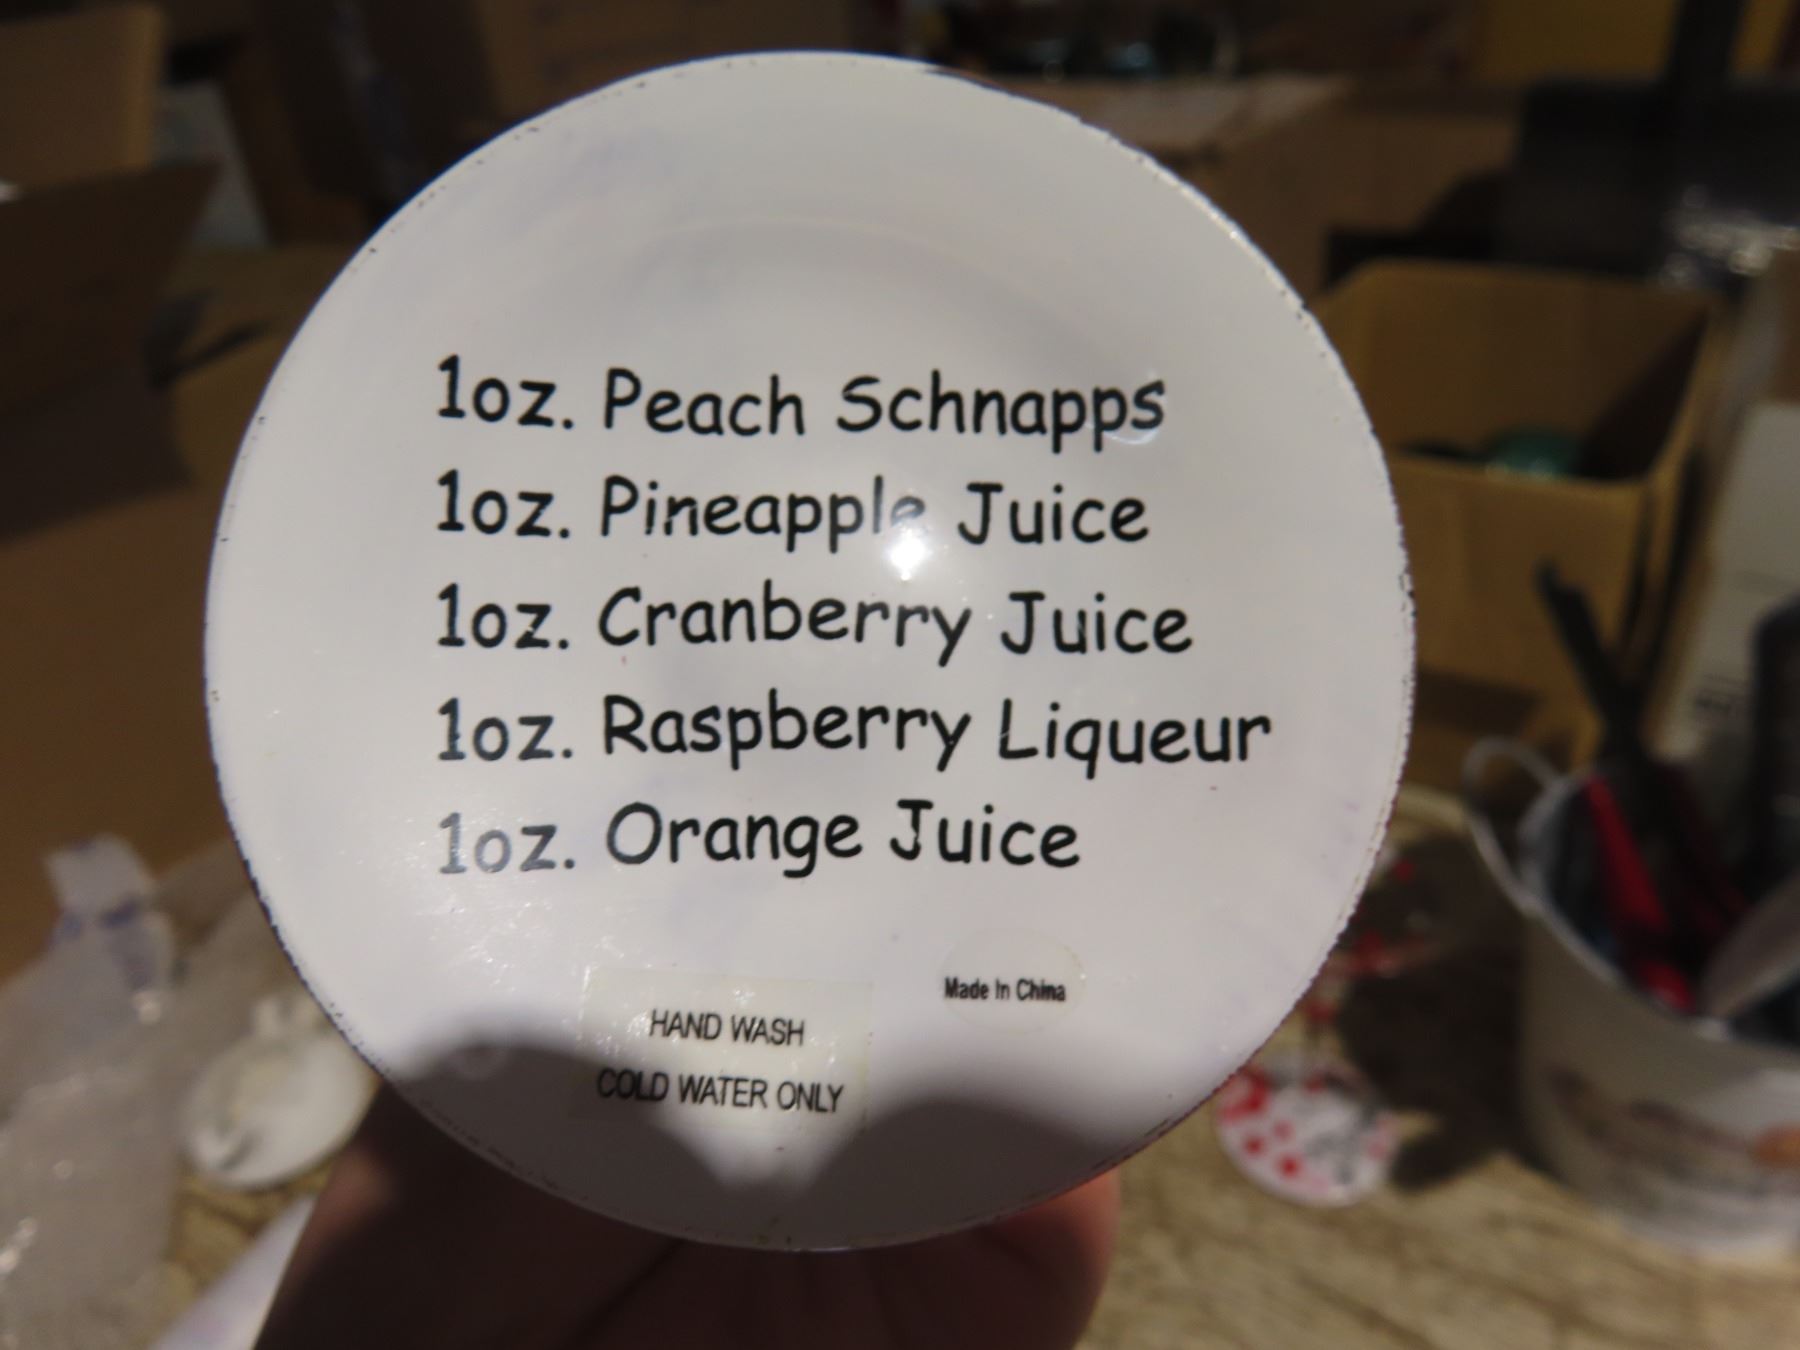 1oz. Peach Schnapps
1oz. Pineapple Juice
1oz. Cranberry Juice
1oz. Raspberry Liqueur
1oz. Orange Juice
Made In China
HAND WASH
COLD WATER ONLY